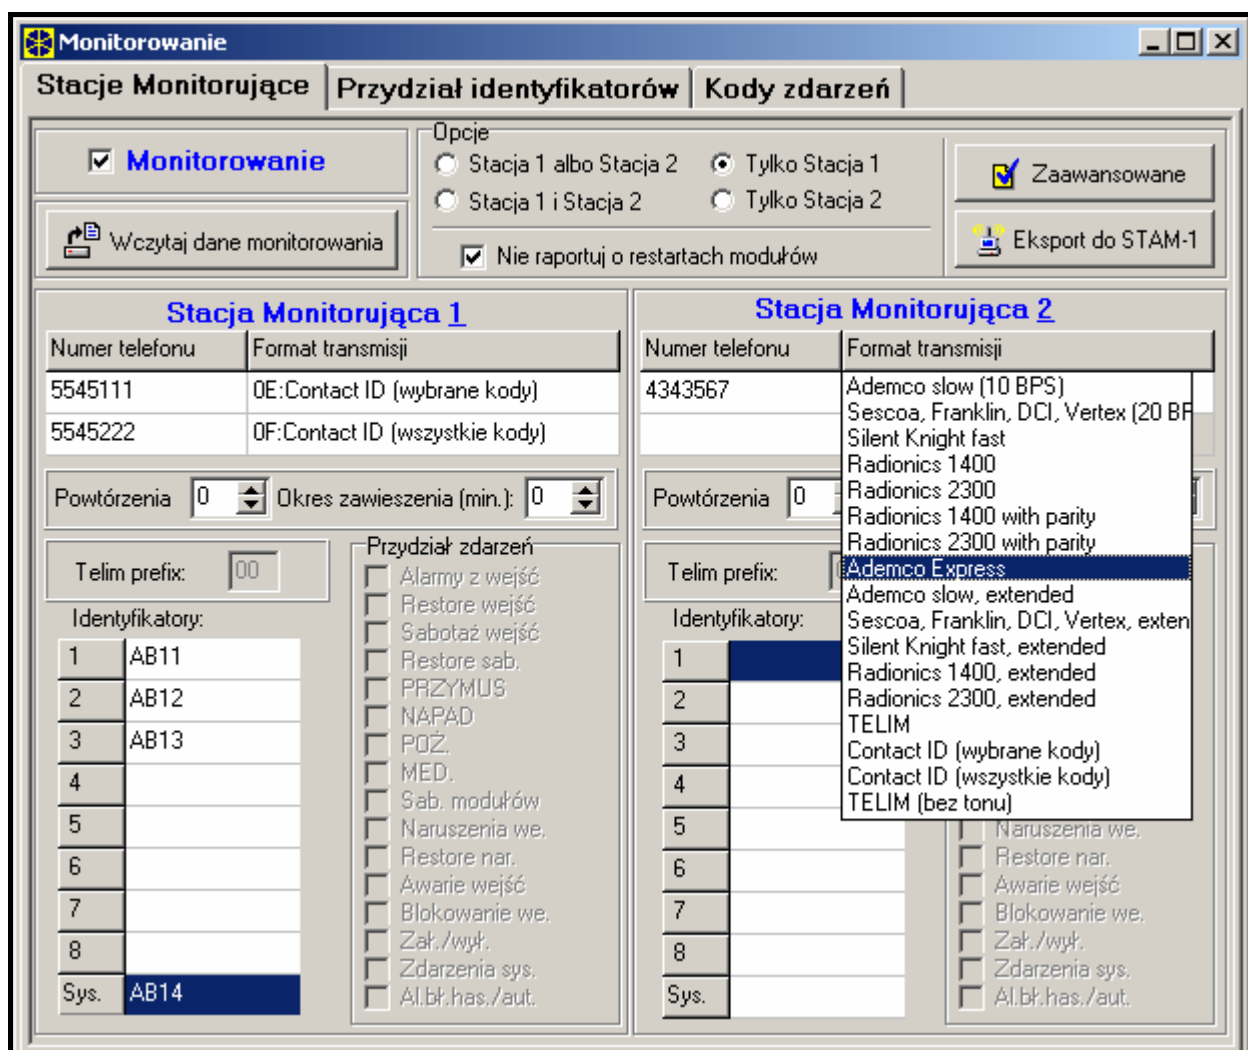 Monitorowanie
Stacje Monitorujące Przydział identyfikatorów Kody zdarzeń
Monitorowanie
Wczytaj dane monitorowania
Opcje
Stacja 1 albo Stacja 2 Tylko Stacja 1
Stacja 1 i Stacja 2 Tylko Stacja 2
Nie raportuj o restartach modułów
Zaawansowane
Eksport do STAM-1
Stacja Monitorująca 1
Numer telefonu Format transmisji
5545111 0E:Contact ID (wybrane kody)
5545222 0F:Contact ID (wszystkie kody)
Powtórzenia 0 Okres zawieszenia (min.): 0
Telim prefix: 00
Identyfikatory:
1 AB11
2 AB12
3 AB13
4
5
6
7
8
Sys. AB14
Przydział zdarzeń
Alarmy z wejść
Restore wejść
Sabotaż wejść
Restore sab.
PRZYMUS
NAPAD
POŻ.
MED.
Sab. modułów
Naruszenia we.
Restore nar.
Awarie wejść
Blokowanie we.
Zał./wył.
Zdarzenia sys.
Al.bł.has./aut.
Stacja Monitorująca 2
Numer telefonu Format transmisji
4343567
Powtórzenia 0
Telim prefix:
Identyfikatory:
1
2
3
4
5
6
7
8
Sys.
Ademco slow (10 BPS)
Sescoa, Franklin, DCI, Vertex (20 BP
Silent Knight fast
Radionics 1400
Radionics 2300
Radionics 1400 with parity
Radionics 2300 with parity
Ademco Express
Ademco slow, extended
Sescoa, Franklin, DCI, Vertex, exten
Silent Knight fast, extended
Radionics 1400, extended
Radionics 2300, extended
TELIM
Contact ID (wybrane kody)
Contact ID (wszystkie kody)
TELIM (bez tonu)
Naruszenia we.
Restore nar.
Awarie wejść
Blokowanie we.
Zał./wył.
Zdarzenia sys.
Al.bł.has./aut.